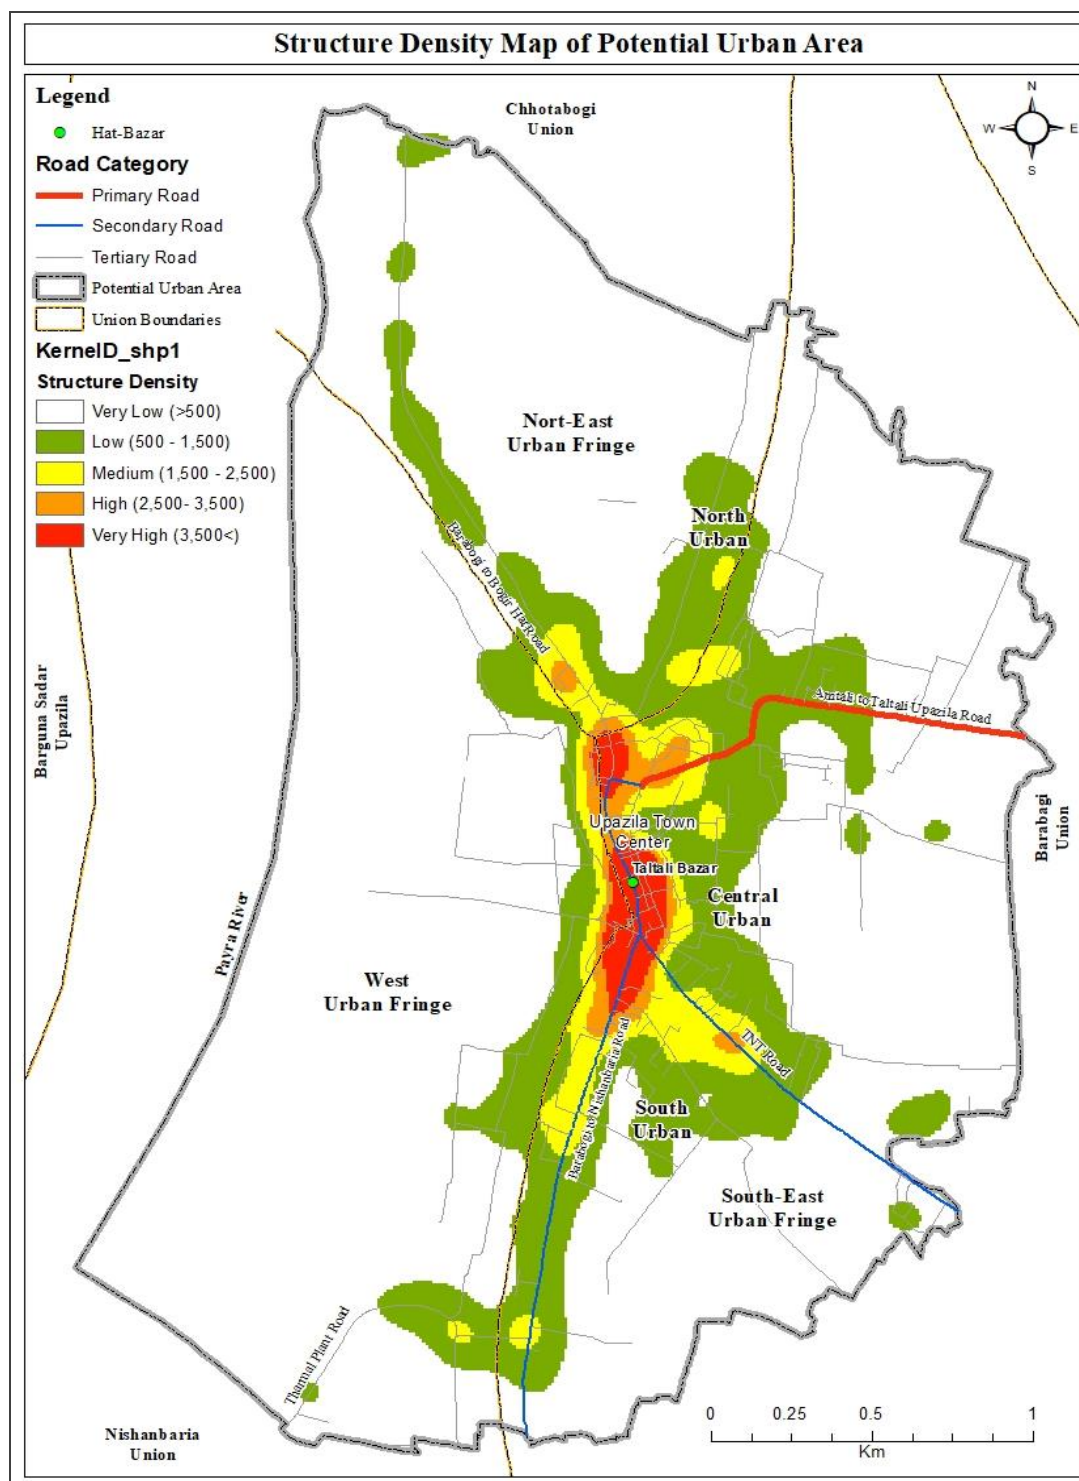 Structure Density Map of Potential Urban Area
Legend
Hat-Bazar
Road Category
Primary Road
Secondary Road
Tertiary Road
Potential Urban Area
Union Boundaries
KernelD_shp1
Structure Density
Very Low (>500)
Low (500 - 1,500)
Medium (1,500 - 2,500)
High (2,500- 3,500)
Very High (3,500<)
Chhotabogi
Union
N
W
E
S
Nort-East
Urban Fringe
North
Urban
Barabogi to Bogir Hat Road
Amtali to Taltali Upazila Road
Barguna Sadar
Upazila
Barabagi
Union
Upazila Town
Center
Taltali Bazar
Central
Urban
Payra River
West
Urban Fringe
TNT Road
Barabogi to Nishanbaria Road
South
Urban
South-East
Urban Fringe
Tharmal Plant Road
Nishanbaria
Union
0
0.25
0.5
1
Km